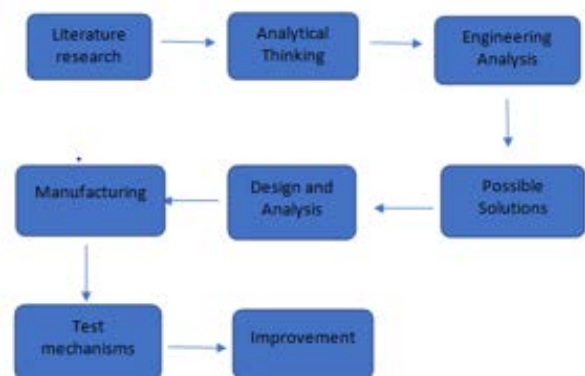 Literature
research
Analytical
Thinking
Engineering
Analysis
Possible
Solutions
Design and
Analysis
Manufacturing
Test
mechanisms
Improvement